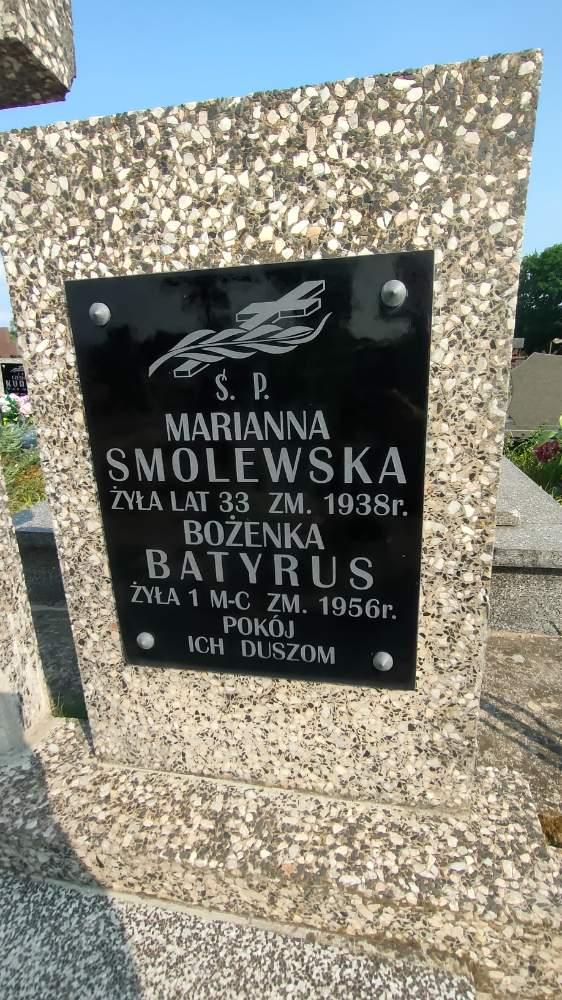 Ś. P.
MARIANNA
SMOLEWSKA
ŻYŁA LAT 33 ZM. 1938r.
BOŻENKA
BATYRUS
ŻYŁA 1 M-C ZM. 1956r.
POKÓJ
ICH DUSZOM